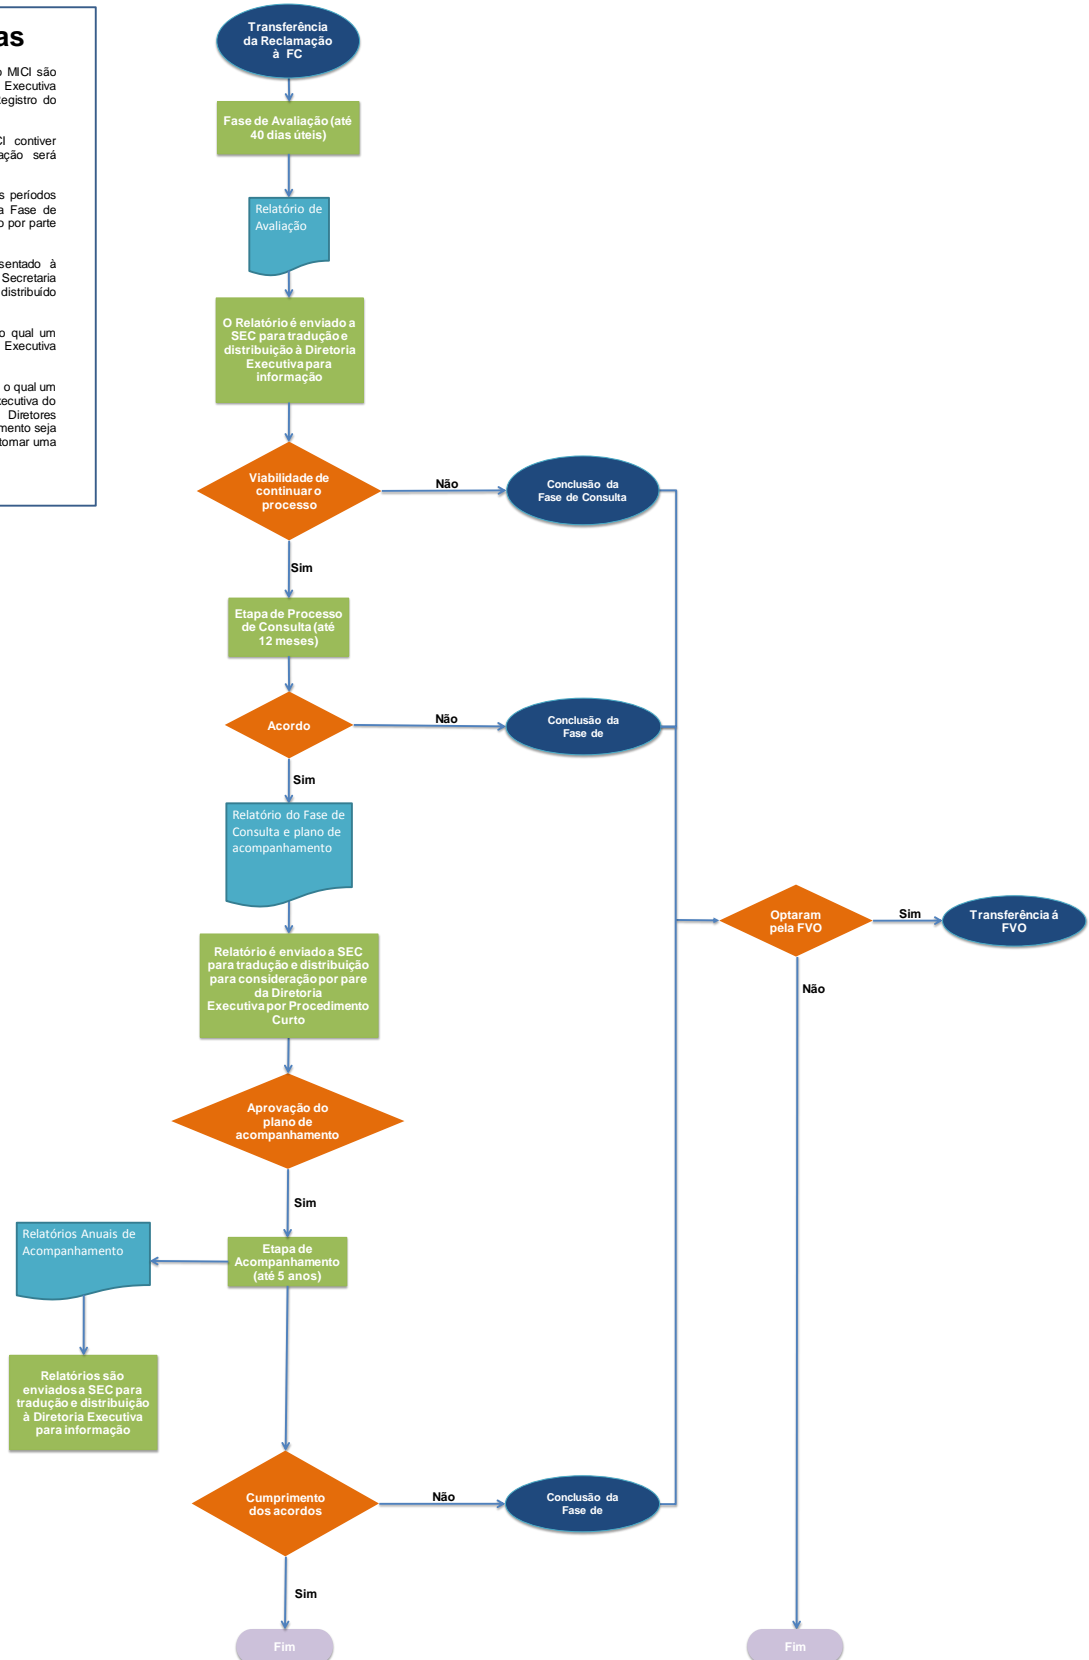 as
o MICI são
Executiva
egistro do
CI contiver
ação será
s períodos
a Fase de
o por parte
sentado à
Secretaria
distribuído
o qual um
Executiva
o qual um
xecutiva do
Diretores
mento seja
tomar uma
Transferência
da Reclamação
à FC
Fase de Avaliação (até
40 dias úteis)
Relatório de
Avaliação
O Relatório é enviado a
SEC para tradução e
distribuição à Diretoria
Executiva para
informação
Viabilidade de
continuar o
processo
Não
Conclusão da
Fase de Consulta
Sim
Etapa de Processo
de Consulta (até
12 meses)
Acordo
Não
Conclusão da
Fase de
Sim
Relatório do Fase de
Consulta e plano de
acompanhamento
Optaram
pela FVO
Sim
Transferência á
FVO
Não
Relatório é enviado a SEC
para tradução e distribuição
para consideração por pare
da Diretoria
Executiva por Procedimento
Curto
Aprovação do
plano de
acompanhamento
Sim
Relatórios Anuais de
Acompanhamento
Etapa de
Acompanhamento
(até 5 anos)
Relatórios são
enviados a SEC para
tradução e distribuição
à Diretoria Executiva
para informação
Cumprimento
dos acordos
Não
Conclusão da
Fase de
Sim
Fim
Fim